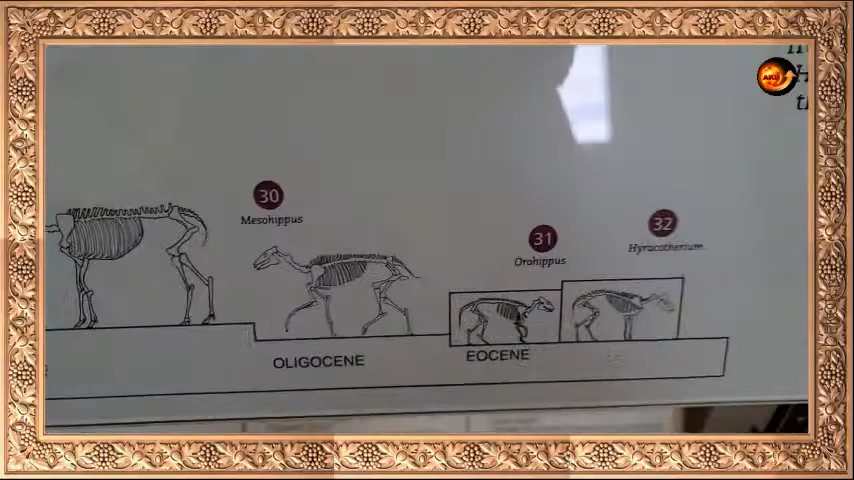 30
Mesohippus
31
Orohippus
32
Hyracotherium
OLIGOCENE
EOCENE